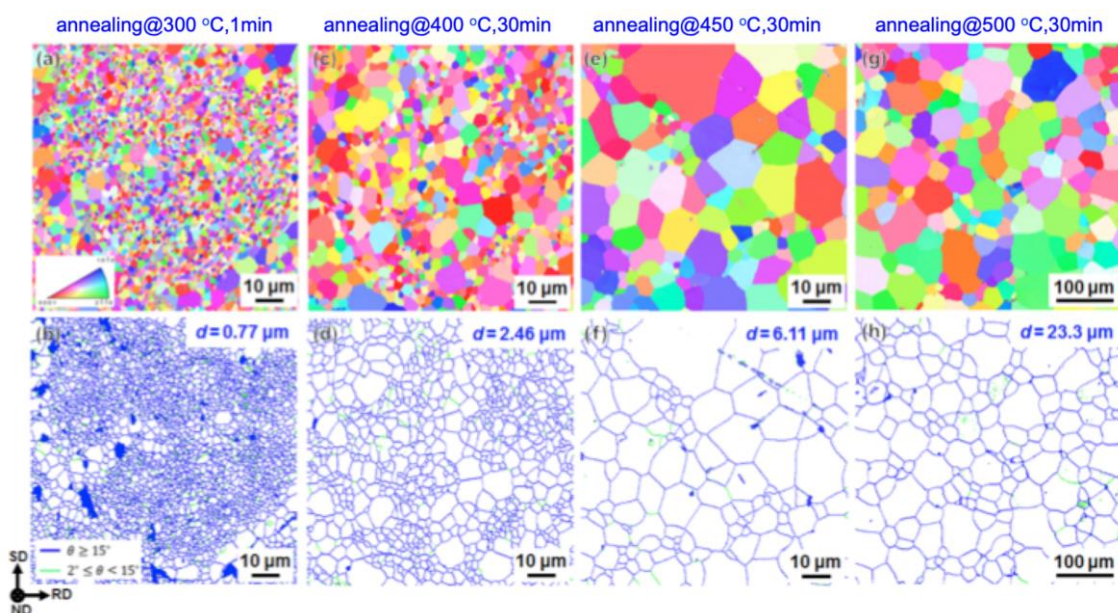 annealing@300 °C,1min
annealing@400 °C,30min
annealing@450 °C,30min
annealing@500 °C,30min
(a)
(c)
(e)
(g)
10 µm
10 µm
10 µm
100 µm
(b)
d = 0.77 µm
(d)
d = 2.46 µm
(f)
d = 6.11 µm
(h)
d = 23.3 µm
θ ≥ 15°
2° ≤ θ < 15°
10 µm
10 µm
10 µm
100 µm
SD
RD
ND